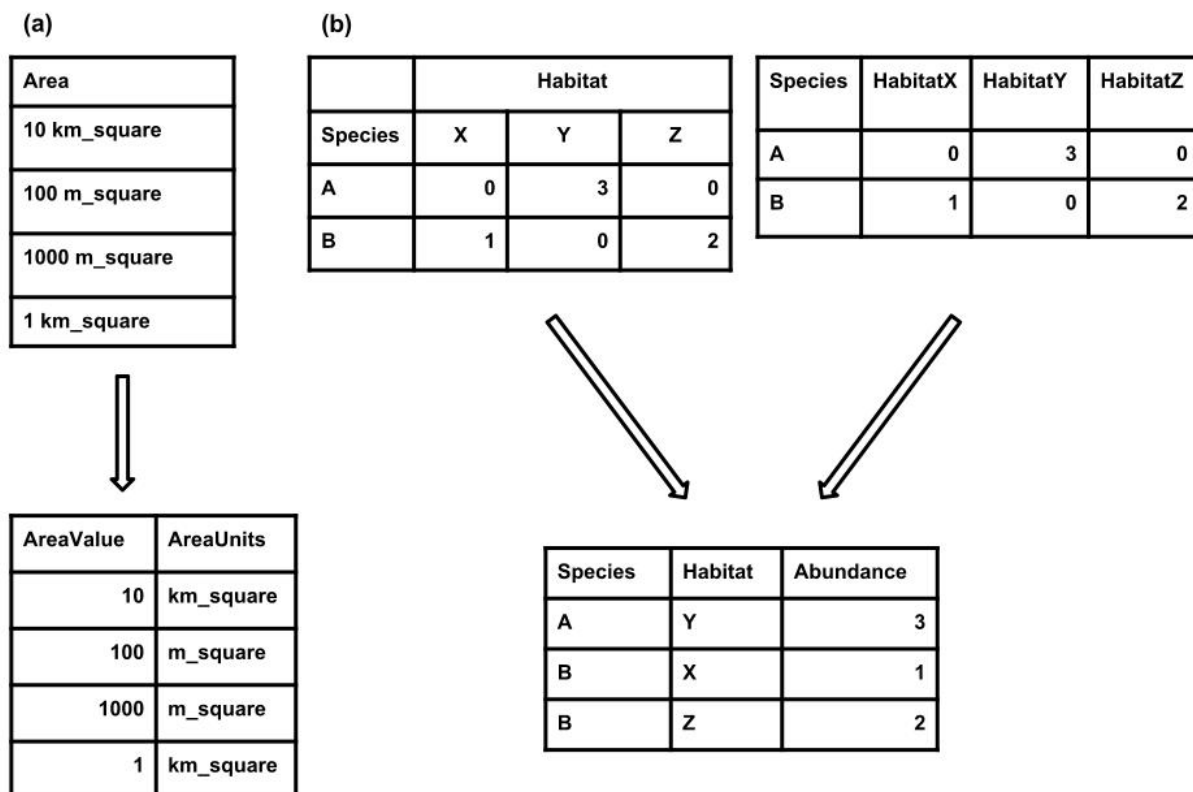 (a)
Area
10 km_square
100 m_square
1000 m_square
1 km_square
AreaValue AreaUnits
10 km_square
100 m_square
1000 m_square
1 km_square
(b)
Habitat
Species X Y Z
A 0 3 0
B 1 0 2
Species HabitatX HabitatY HabitatZ
A 0 3 0
B 1 0 2
Species Habitat Abundance
A Y 3
B X 1
B Z 2